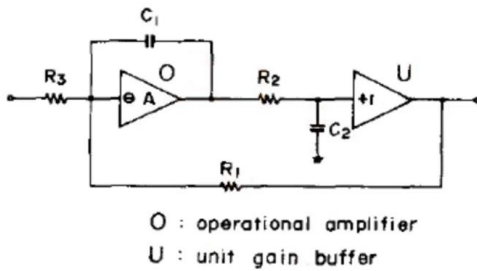 C1
O
R3
⊖ A
R2
U
+1
C2
R1
O : operational amplifier
U : unit gain buffer